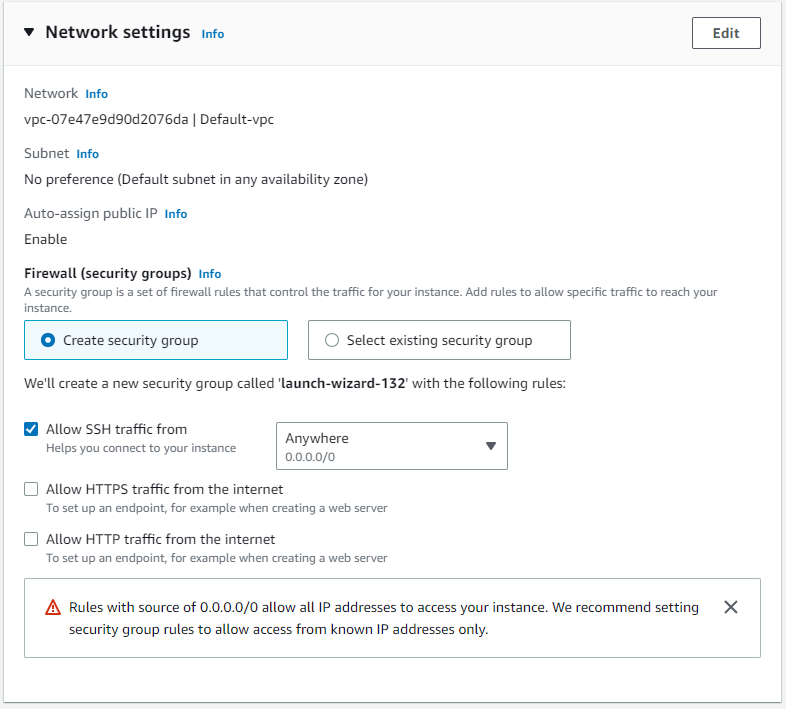 Network settings Info
Edit
Network Info
vpc-07e47e9d90d2076da | Default-vpc
Subnet Info
No preference (Default subnet in any availability zone)
Auto-assign public IP Info
Enable
Firewall (security groups) Info
A security group is a set of firewall rules that control the traffic for your instance. Add rules to allow specific traffic to reach your
instance.
Create security group
Select existing security group
We'll create a new security group called 'launch-wizard-132' with the following rules:
Allow SSH traffic from
Helps you connect to your instance
Anywhere
0.0.0.0/0
Allow HTTPS traffic from the internet
To set up an endpoint, for example when creating a web server
Allow HTTP traffic from the internet
To set up an endpoint, for example when creating a web server
Rules with source of 0.0.0.0/0 allow all IP addresses to access your instance. We recommend setting
security group rules to allow access from known IP addresses only.